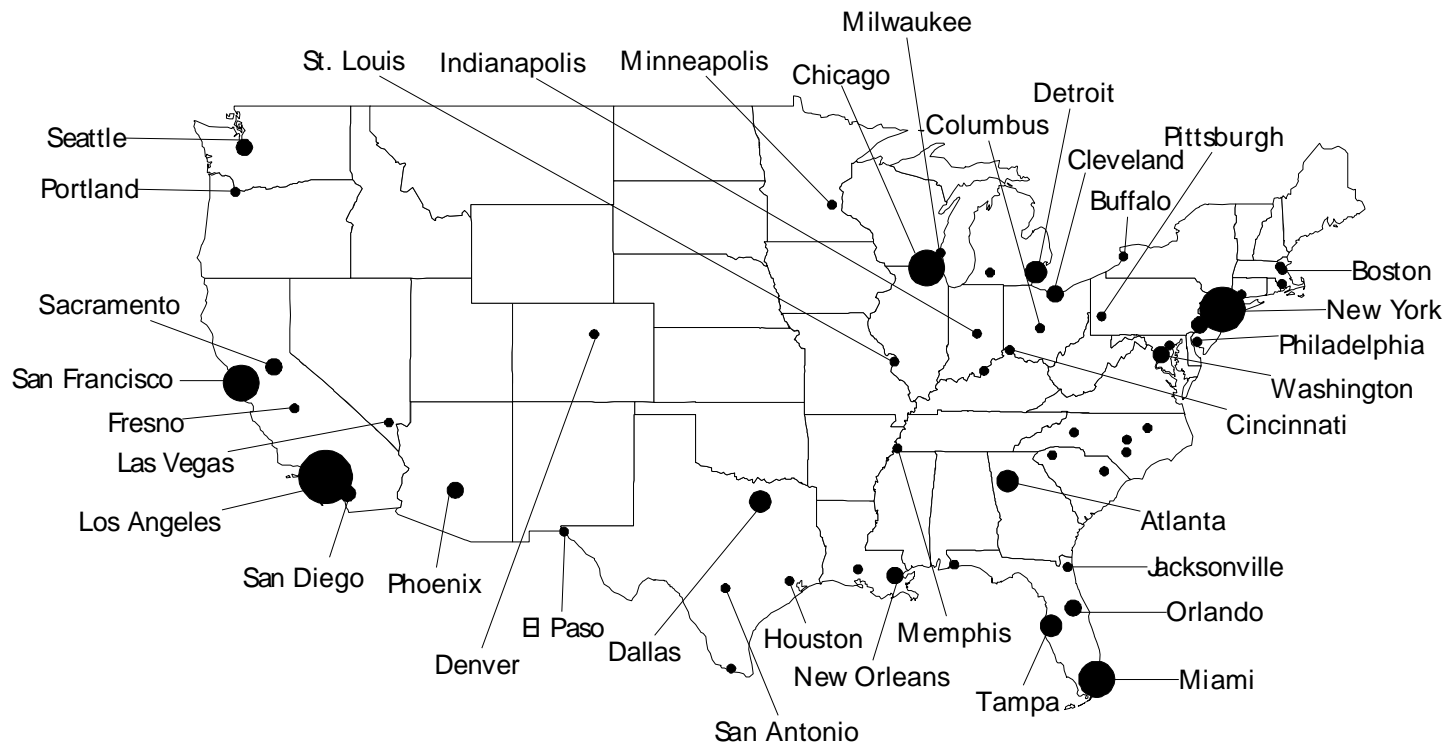 Milwaukee
St. Louis
Indianapolis
Minneapolis
Chicago
Detroit
Columbus
Pittsburgh
Seattle
Cleveland
Portland
Buffalo
Boston
Sacramento
New York
Philadelphia
San Francisco
Washington
Fresno
Cincinnati
Las Vegas
Los Angeles
Atlanta
San Diego
Phoenix
Jacksonville
Orlando
El Paso
Memphis
Houston
Dallas
Denver
New Orleans
Miami
Tampa
San Antonio